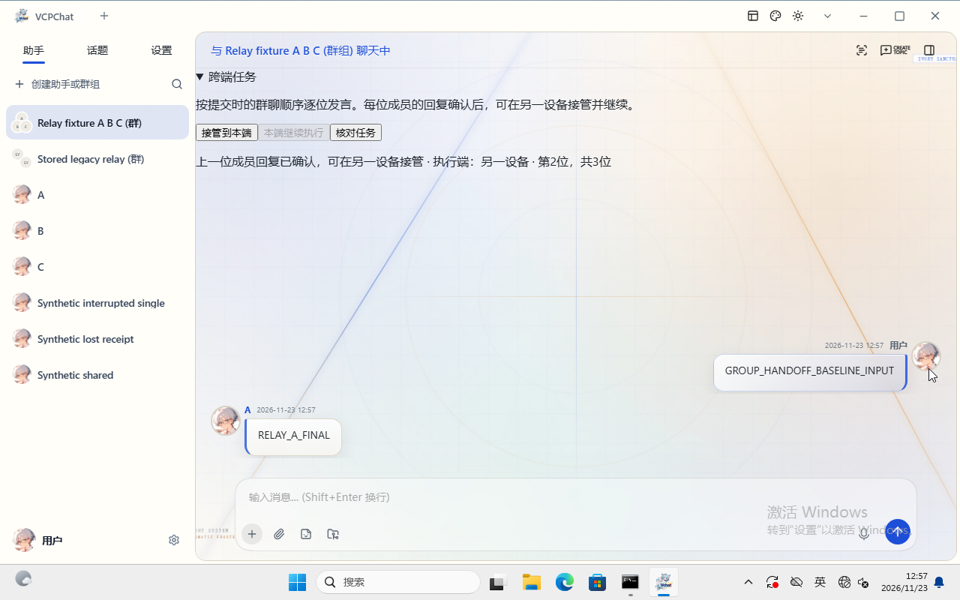 VCPChat
助手
话题
设置
创建助手或群组
Relay fixture A B C (群)
Stored legacy relay (群)
A
B
C
Synthetic interrupted single
Synthetic lost receipt
Synthetic shared
用户
与 Relay fixture A B C (群组) 聊天中
▼ 跨端任务
按提交时的群聊顺序逐位发言。每位成员的回复确认后，可在另一设备接管并继续。
接管到本端 本端继续执行 核对任务
上一位成员回复已确认，可在另一设备接管 · 执行端：另一设备 · 第2位，共3位
2026-11-23 12:57 用户
GROUP_HANDOFF_BASELINE_INPUT
A 2026-11-23 12:57
RELAY_A_FINAL
输入消息... (Shift+Enter 换行)
激活 Windows
转到"设置"以激活 Windows
搜索
英
12:57
2026/11/23